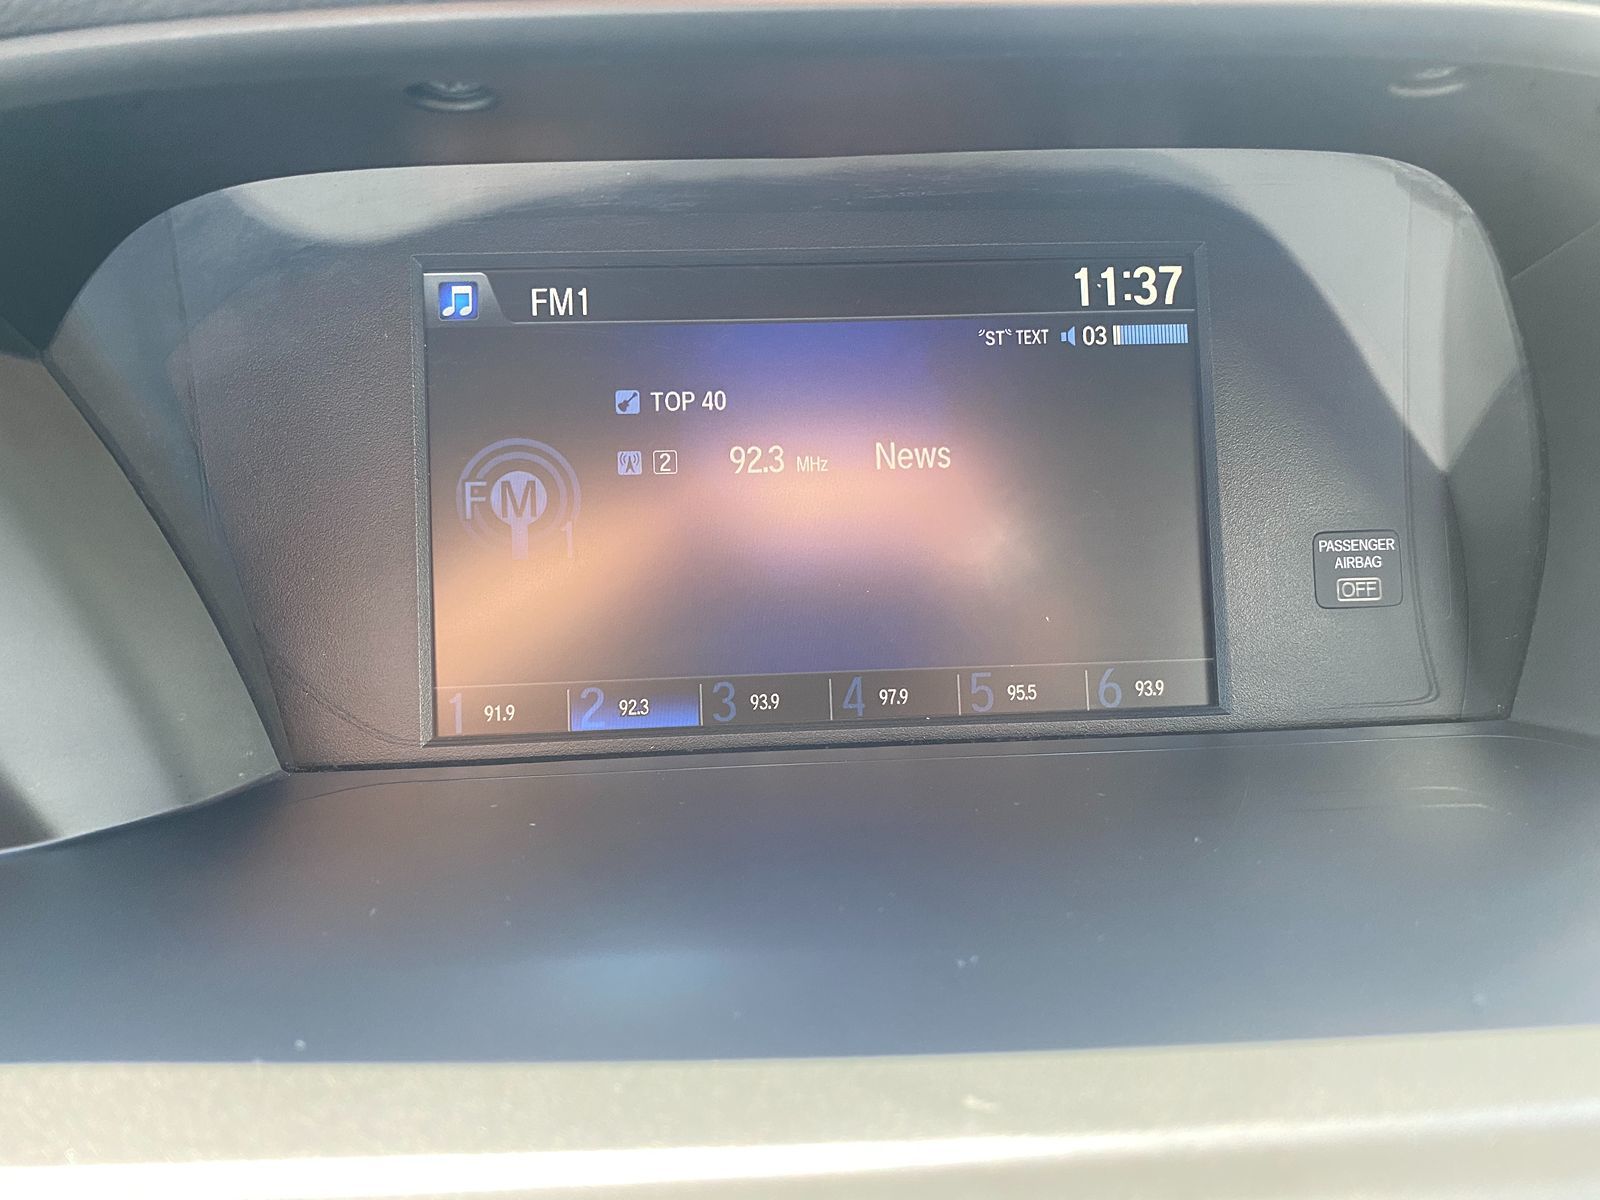 FM1
11:37
"ST" TEXT 03
TOP 40
2 92.3 MHz News
FM
1
PASSENGER
AIRBAG
OFF
1 91.9 2 92.3 3 93.9 4 97.9 5 95.5 6 93.9